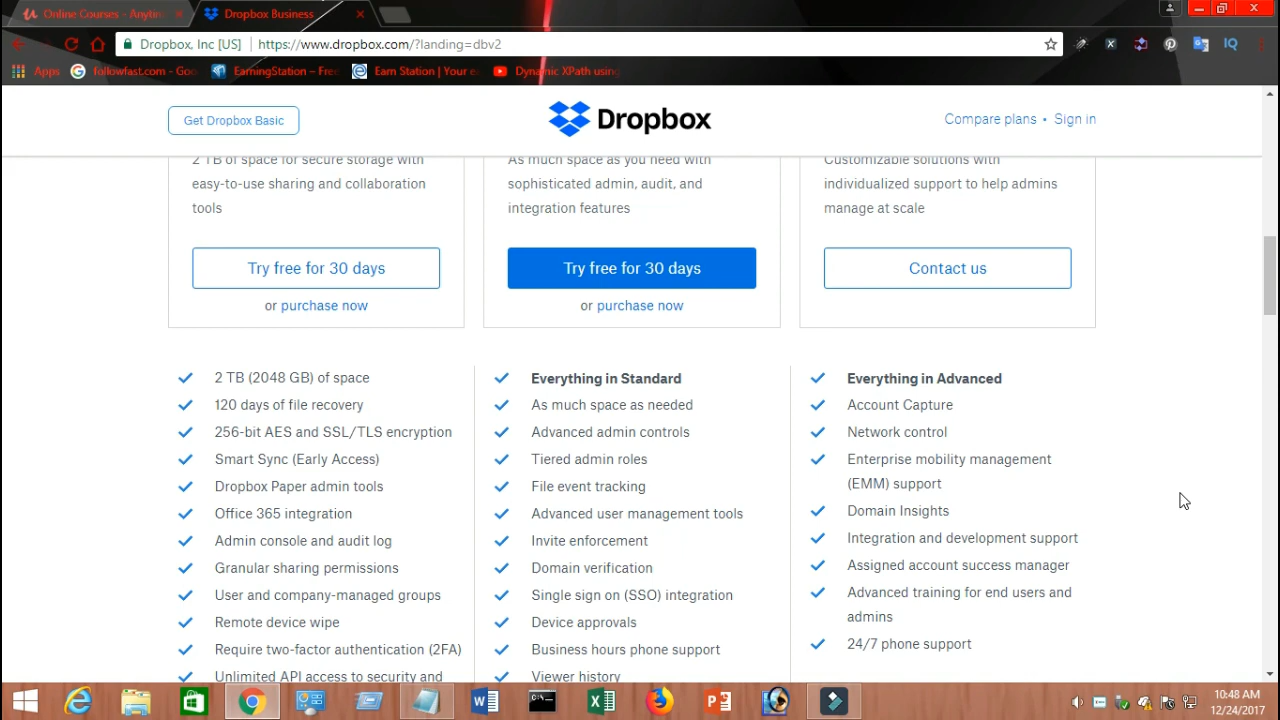 Online Courses - Anytim
Dropbox Business
Dropbox, Inc [US]
https://www.dropbox.com/?landing=dbv2
IQ
Apps
followfast.com - Goo
EarningStation – Free
Earn Station | Your e
Dynamic XPath using
Get Dropbox Basic
Dropbox
Compare plans • Sign in
2 TB of space for secure storage with
easy-to-use sharing and collaboration
tools
Try free for 30 days
or purchase now
As much space as you need with
sophisticated admin, audit, and
integration features
Try free for 30 days
or purchase now
Customizable solutions with
individualized support to help admins
manage at scale
Contact us
2 TB (2048 GB) of space
120 days of file recovery
256-bit AES and SSL/TLS encryption
Smart Sync (Early Access)
Dropbox Paper admin tools
Office 365 integration
Admin console and audit log
Granular sharing permissions
User and company-managed groups
Remote device wipe
Require two-factor authentication (2FA)
Unlimited API access to security and
Everything in Standard
As much space as needed
Advanced admin controls
Tiered admin roles
File event tracking
Advanced user management tools
Invite enforcement
Domain verification
Single sign on (SSO) integration
Device approvals
Business hours phone support
Viewer history
Everything in Advanced
Account Capture
Network control
Enterprise mobility management
(EMM) support
Domain Insights
Integration and development support
Assigned account success manager
Advanced training for end users and
admins
24/7 phone support
10:48 AM
12/24/2017